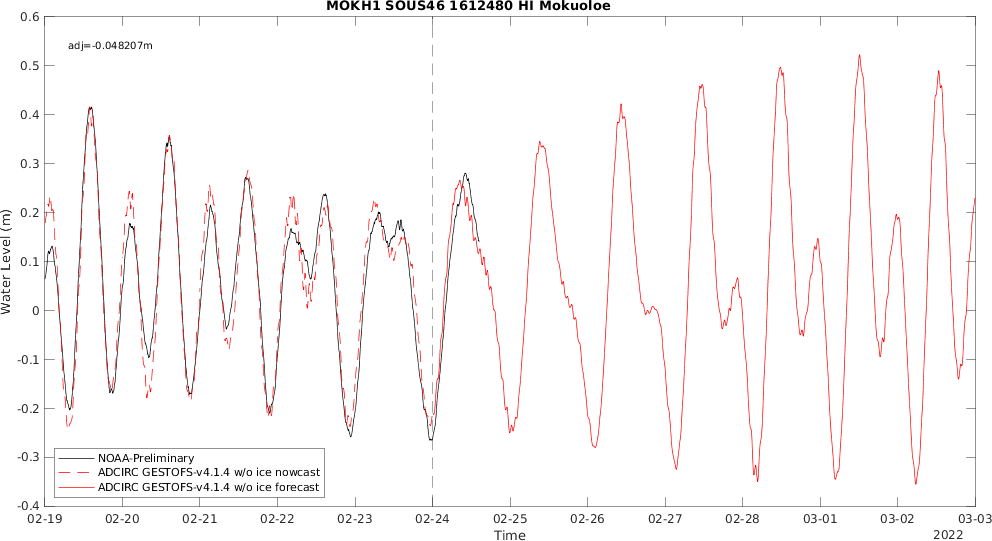 MOKH1 SOUS46 1612480 HI Mokuoloe
adj=-0.048207m
0.6
0.5
0.4
0.3
0.2
0.1
0
-0.1
-0.2
-0.3
-0.4
Water Level (m)
NOAA-Preliminary
ADCIRC GESTOFS-v4.1.4 w/o ice nowcast
ADCIRC GESTOFS-v4.1.4 w/o ice forecast
02-19 02-20 02-21 02-22 02-23 02-24 02-25 02-26 02-27 02-28 03-01 03-02 03-03
Time
2022